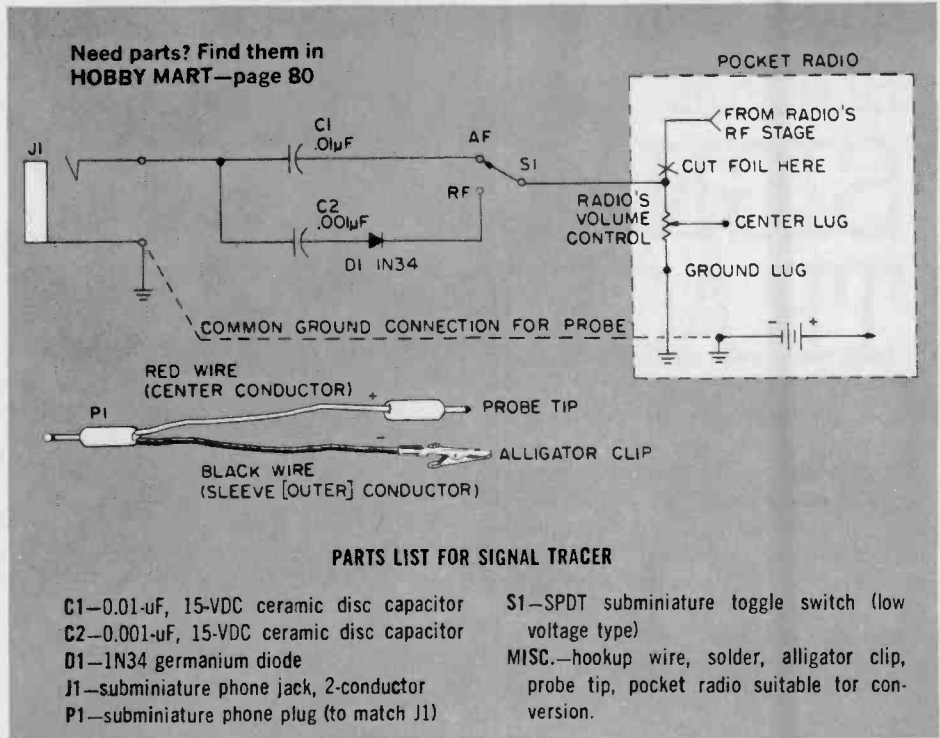 Need parts? Find them in
HOBBY MART—page 80
POCKET RADIO
FROM RADIO'S
RF STAGE
CUT FOIL HERE
J1
C1
.01µF
AF
S1
RF
C2
.001µF
D1 1N34
RADIO'S
VOLUME
CONTROL
CENTER LUG
GROUND LUG
COMMON GROUND CONNECTION FOR PROBE
- +
RED WIRE
(CENTER CONDUCTOR)
+
PROBE TIP
P1
-
ALLIGATOR CLIP
BLACK WIRE
(SLEEVE [OUTER] CONDUCTOR)
PARTS LIST FOR SIGNAL TRACER
C1—0.01-uF, 15-VDC ceramic disc capacitor
C2—0.001-uF, 15-VDC ceramic disc capacitor
D1—1N34 germanium diode
J1—subminiature phone jack, 2-conductor
P1—subminiature phone plug (to match J1)
S1—SPDT subminiature toggle switch (low
voltage type)
MISC.—hookup wire, solder, alligator clip,
probe tip, pocket radio suitable tor con-
version.